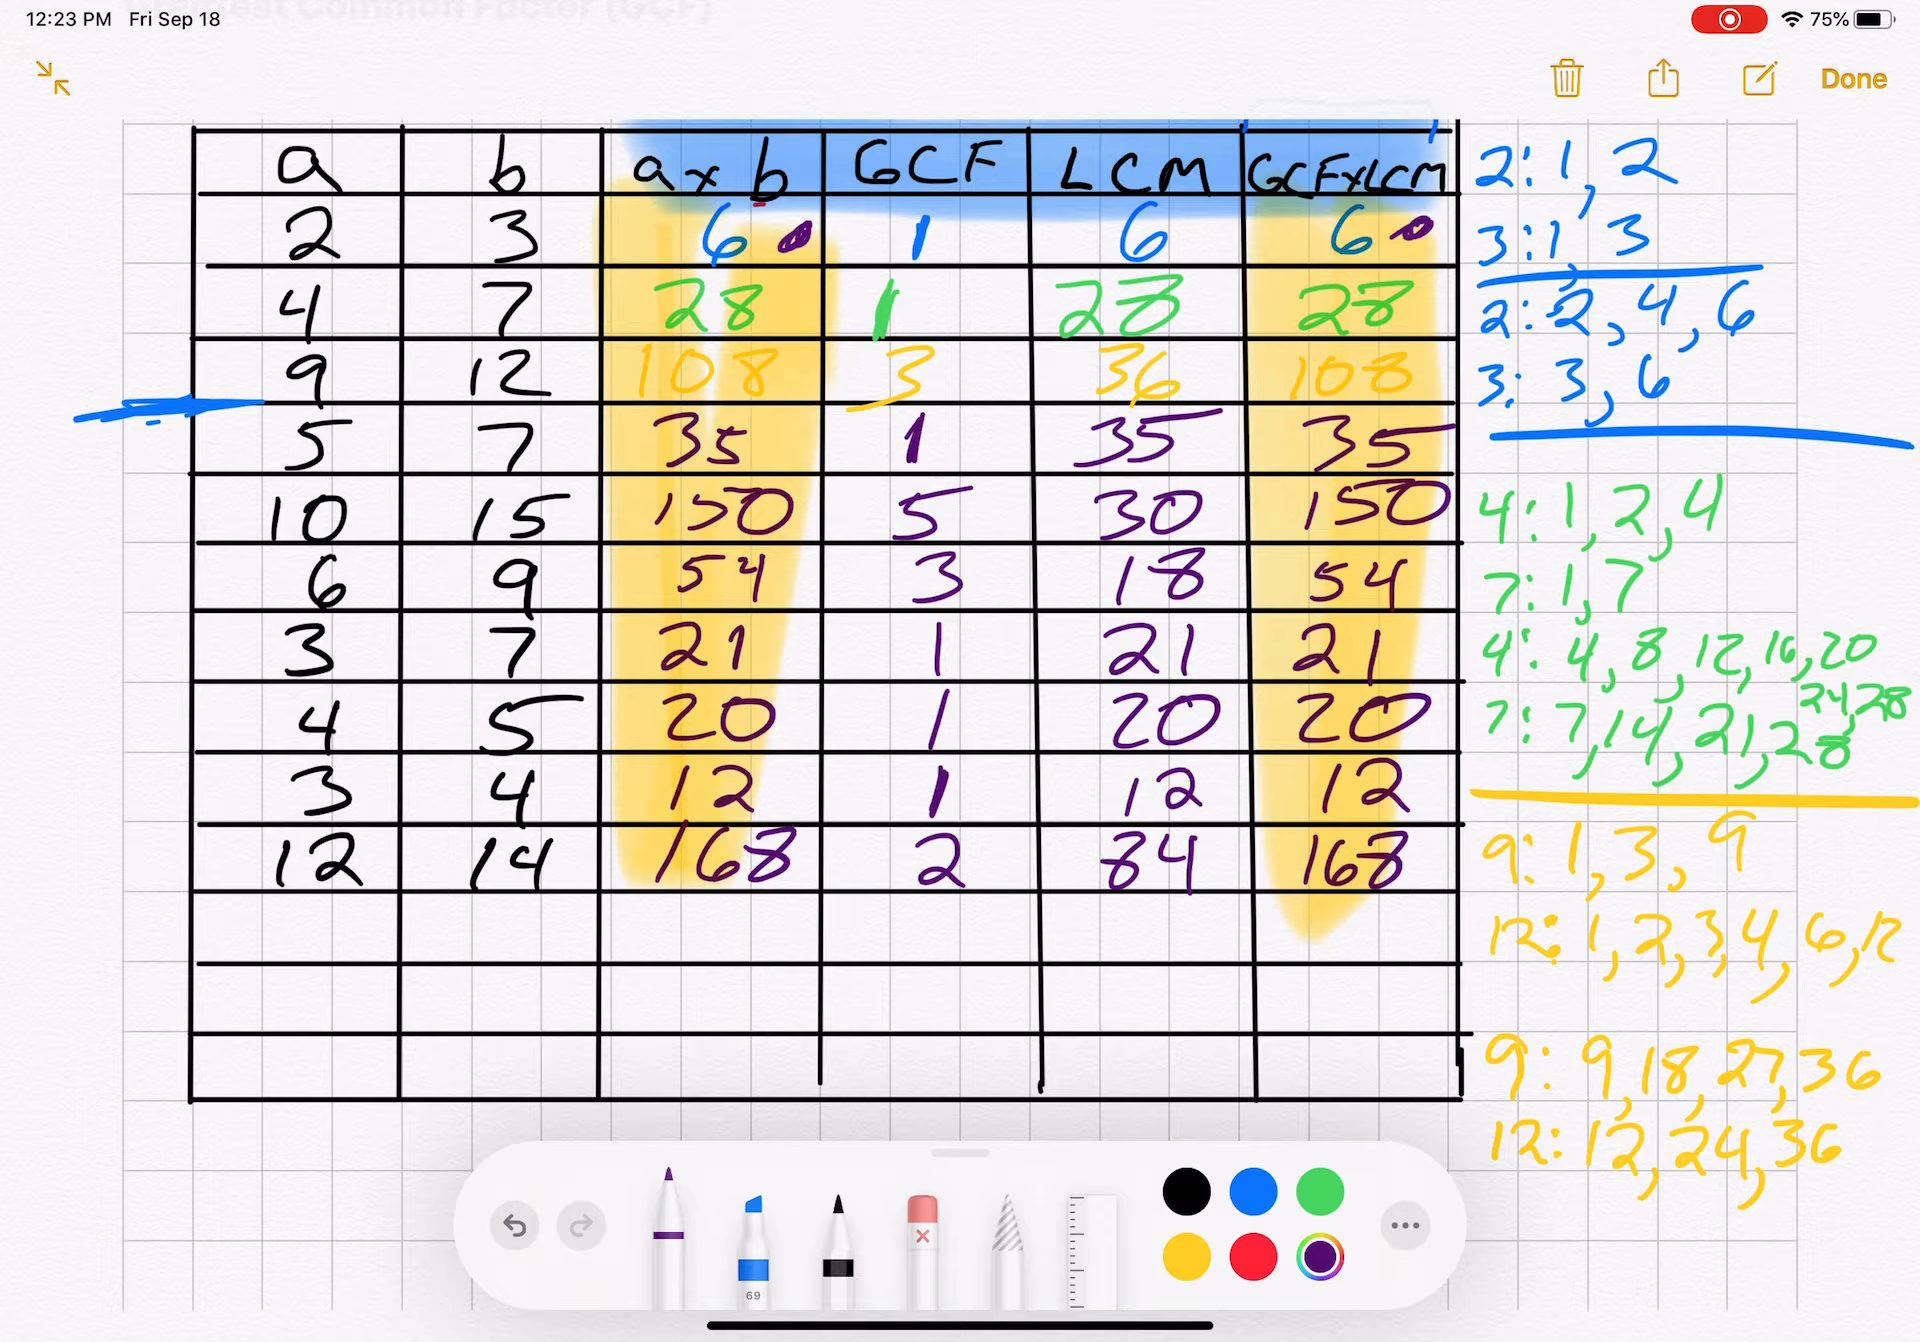 Greatest Common Factor (GCF)
12:23 PM Fri Sep 18
75%
Done
a b a x b GCF LCM GCFxLCM
2 3 6 1 6 6
4 7 28 1 28 28
9 12 108 3 36 108
5 7 35 1 35 35
10 15 150 5 30 150
6 9 54 3 18 54
3 7 21 1 21 21
4 5 20 1 20 20
3 4 12 1 12 12
12 14 168 2 84 168
2: 1, 2
3: 1, 3
2: 2, 4, 6
3: 3, 6
4: 1, 2, 4
7: 1, 7
4: 4, 8, 12, 16, 20
24, 28
7: 7, 14, 21, 28
9: 1, 3, 9
12: 1, 2, 3, 4, 6, 12
9: 9, 18, 27, 36
12: 12, 24, 36
69